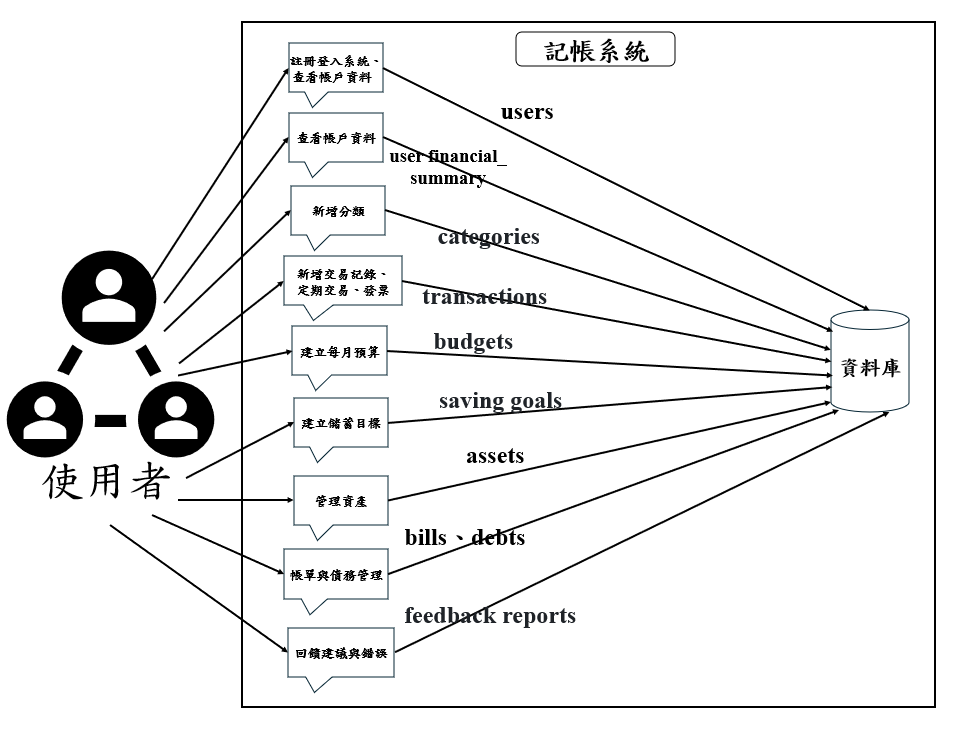 記帳系統
註冊登入系統、
查看帳戶資料
users
查看帳戶資料
user financial_
summary
新增分類
categories
新增交易記錄、
定期交易、發票
transactions
建立每月預算
budgets
資料庫
建立儲蓄目標
saving goals
使用者
管理資產
assets
帳單與債務管理
bills、debts
回饋建議與錯誤
feedback reports